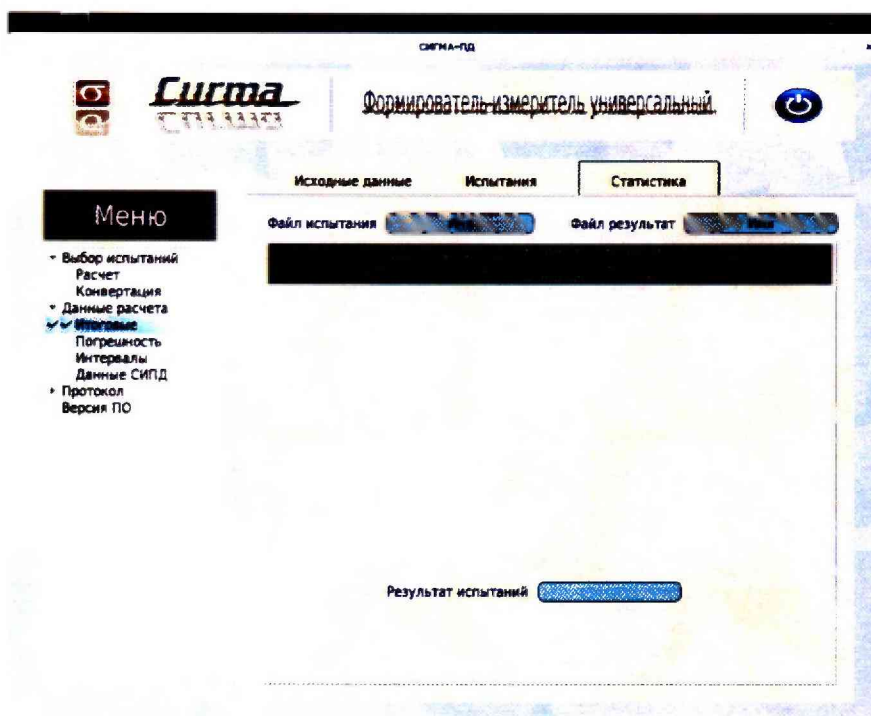 СИГМА-ПД
Сигма
Формирователь-измеритель универсальный
Исходные данные
Испытания
Статистика
Меню
Файл испытания
Файл результат
Выбор испытаний
Расчет
Конвертация
Данные расчета
Итоговые
Погрешность
Интервалы
Данные СИПД
Протокол
Версия ПО
Результат испытаний